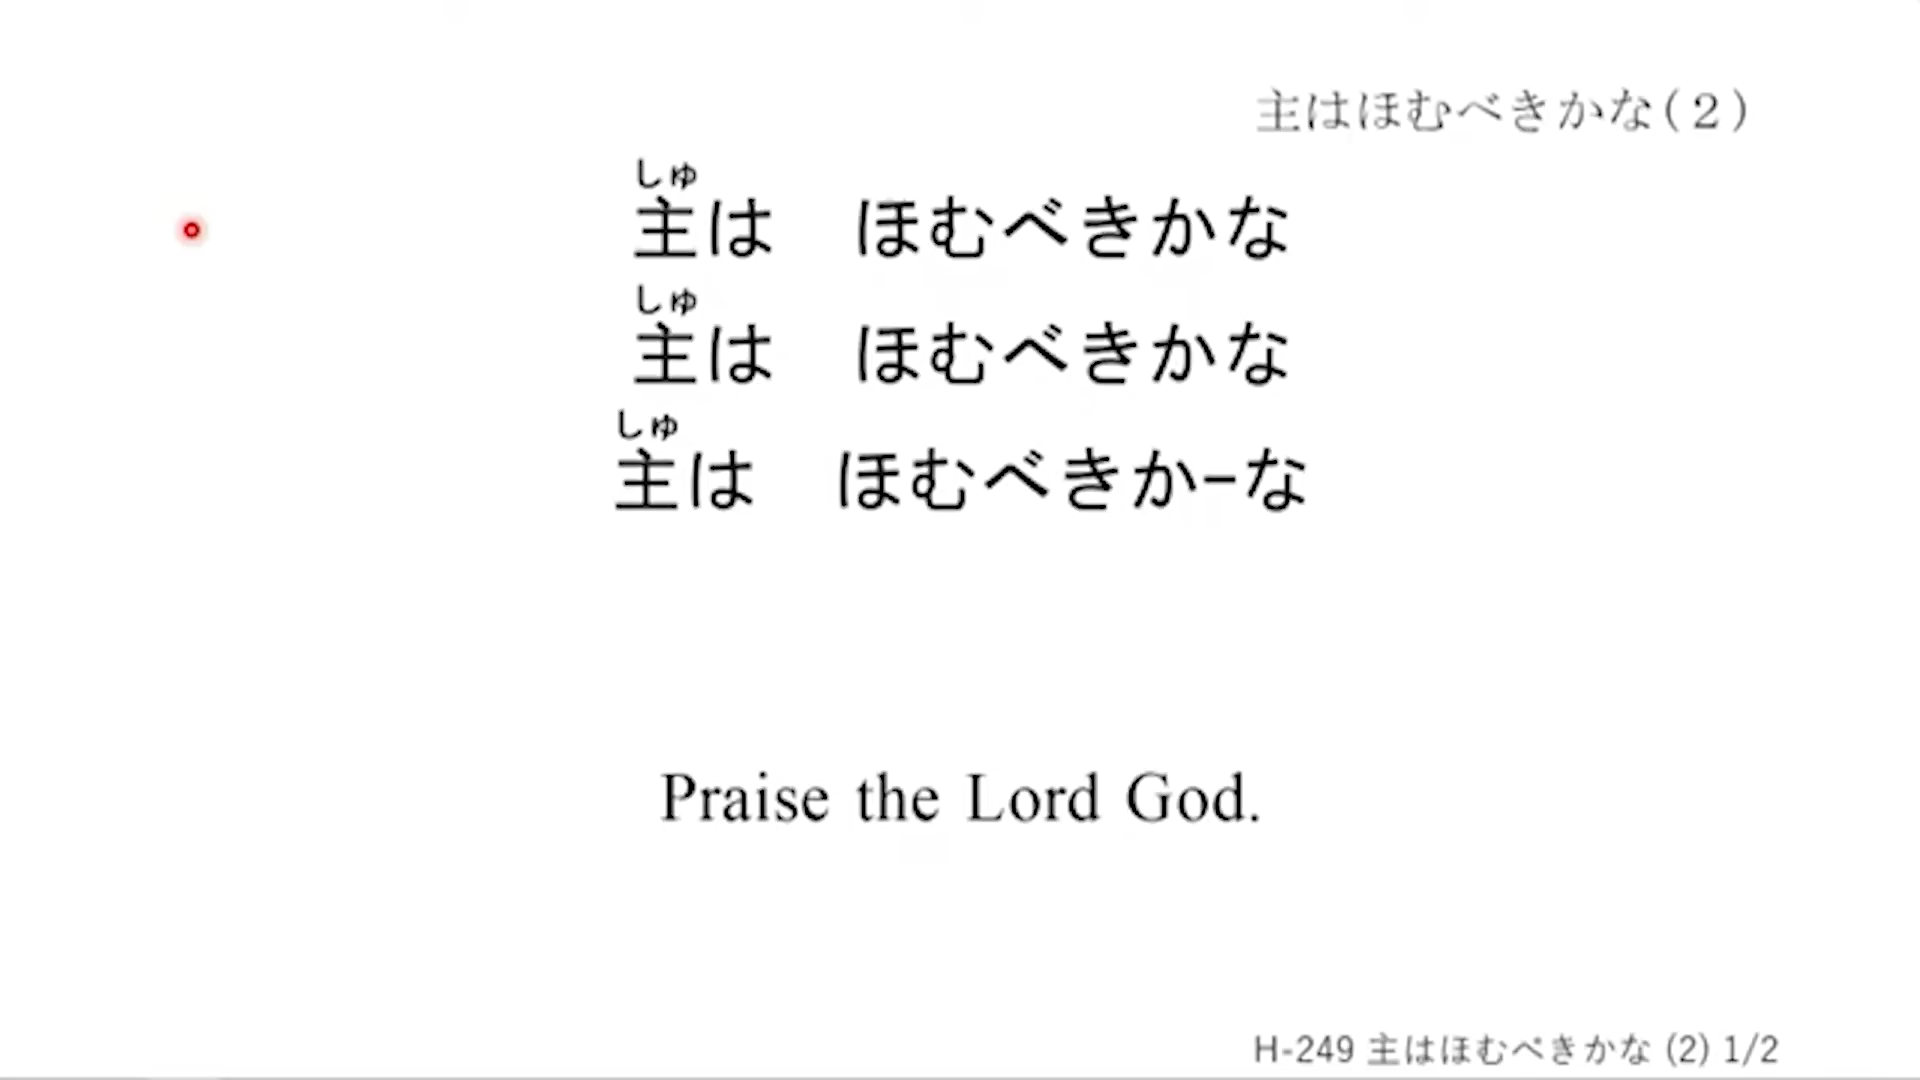 主はほむべきかな(２)
しゅ
主は　ほむべきかな
しゅ
主は　ほむべきかな
しゅ
主は　ほむべきか−な
Praise the Lord God.
H-249 主はほむべきかな (2) 1/2